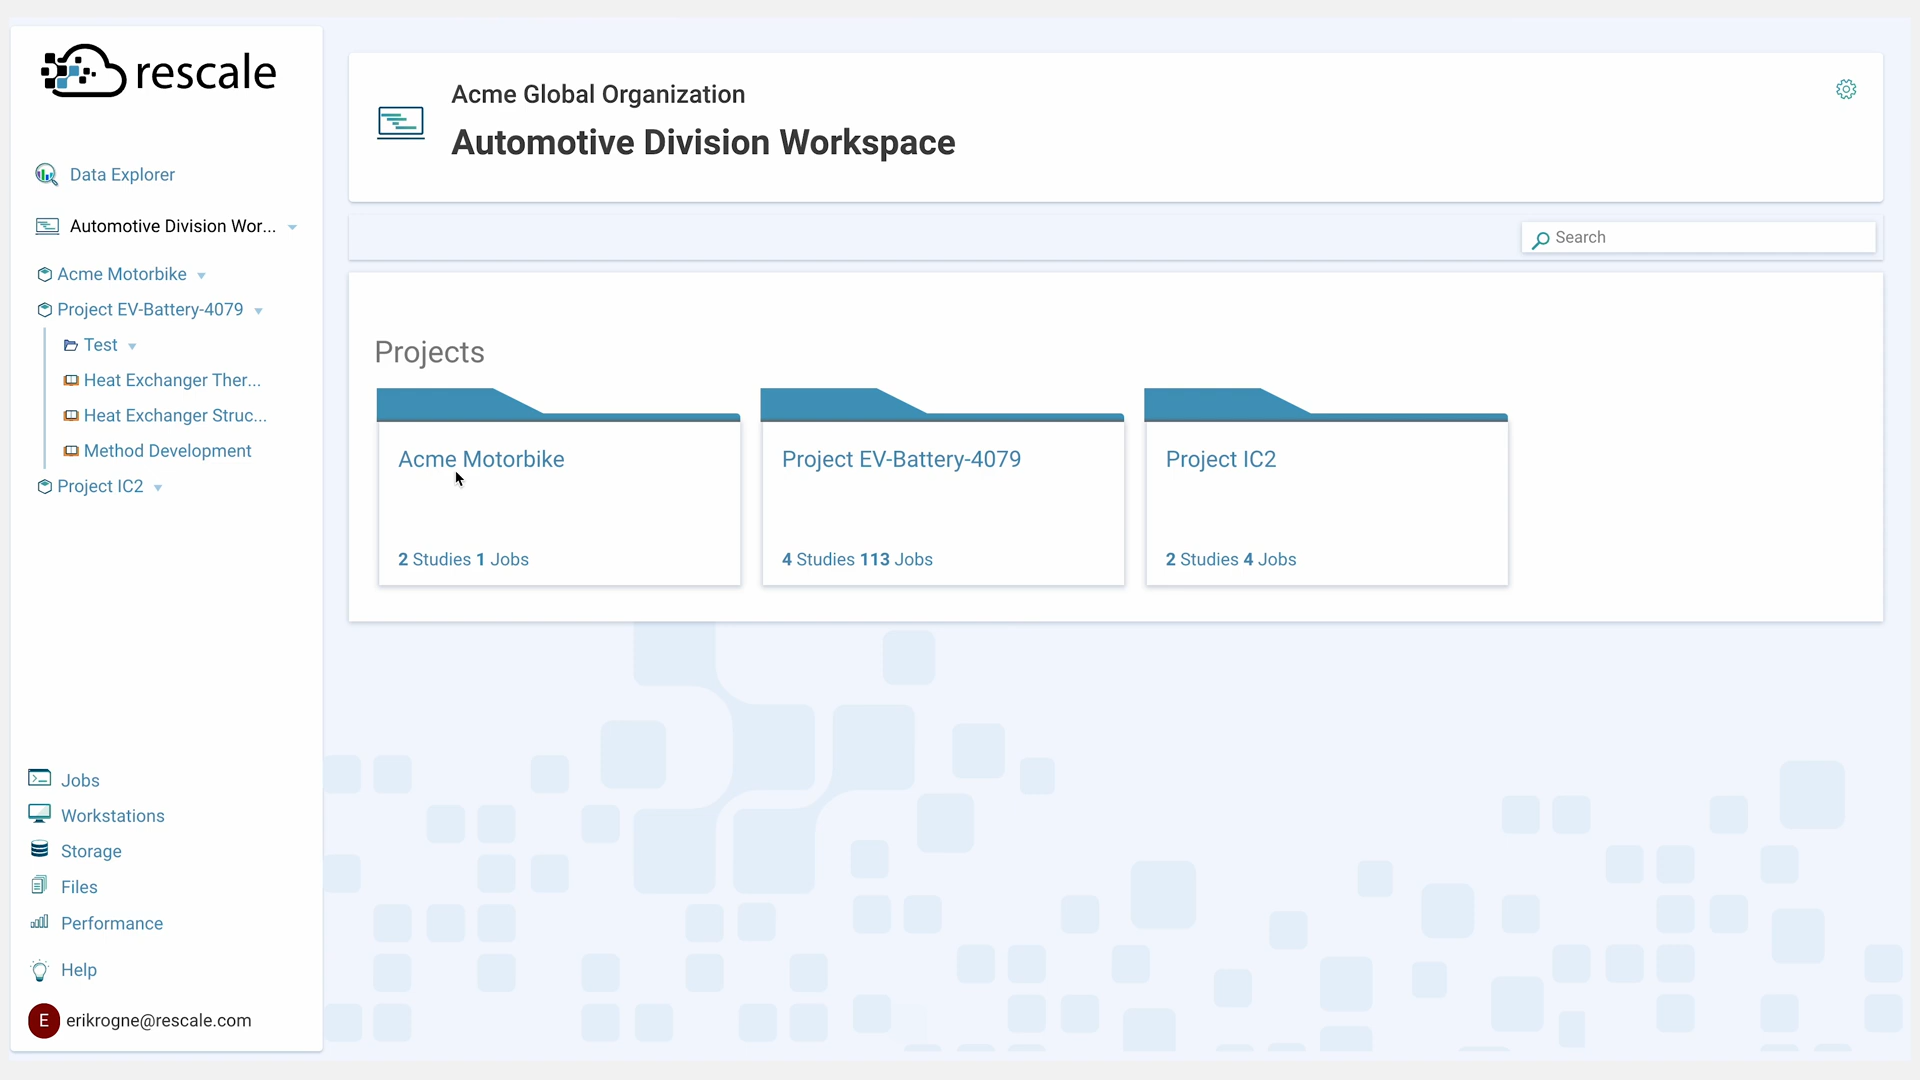 rescale
Data Explorer
Automotive Division Wor...
Acme Motorbike
Project EV-Battery-4079
Test
Heat Exchanger Ther...
Heat Exchanger Struc...
Method Development
Project IC2
Jobs
Workstations
Storage
Files
Performance
Help
E erikrogne@rescale.com
Acme Global Organization
Automotive Division Workspace
Search
Projects
Acme Motorbike
2 Studies 1 Jobs
Project EV-Battery-4079
4 Studies 113 Jobs
Project IC2
2 Studies 4 Jobs